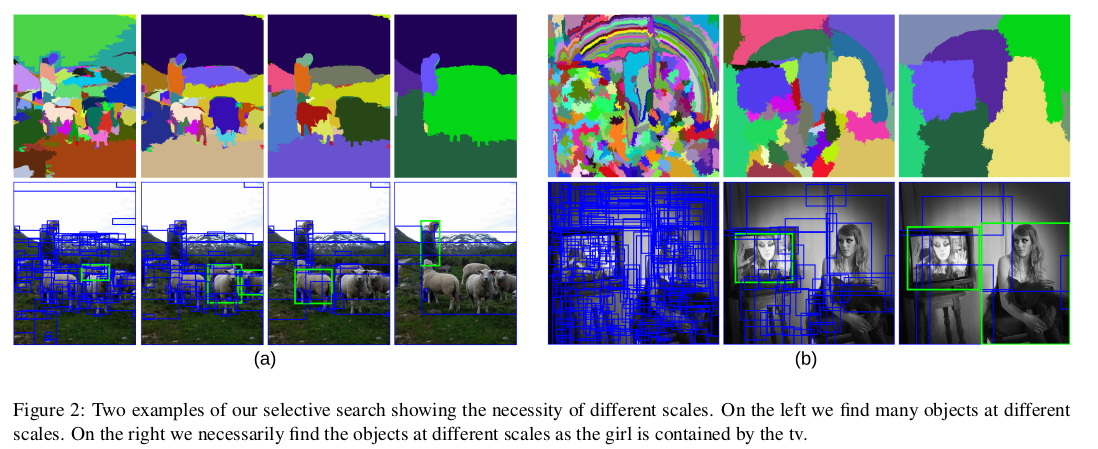 (a)
(b)
Figure 2: Two examples of our selective search showing the necessity of different scales. On the left we find many objects at different
scales. On the right we necessarily find the objects at different scales as the girl is contained by the tv.